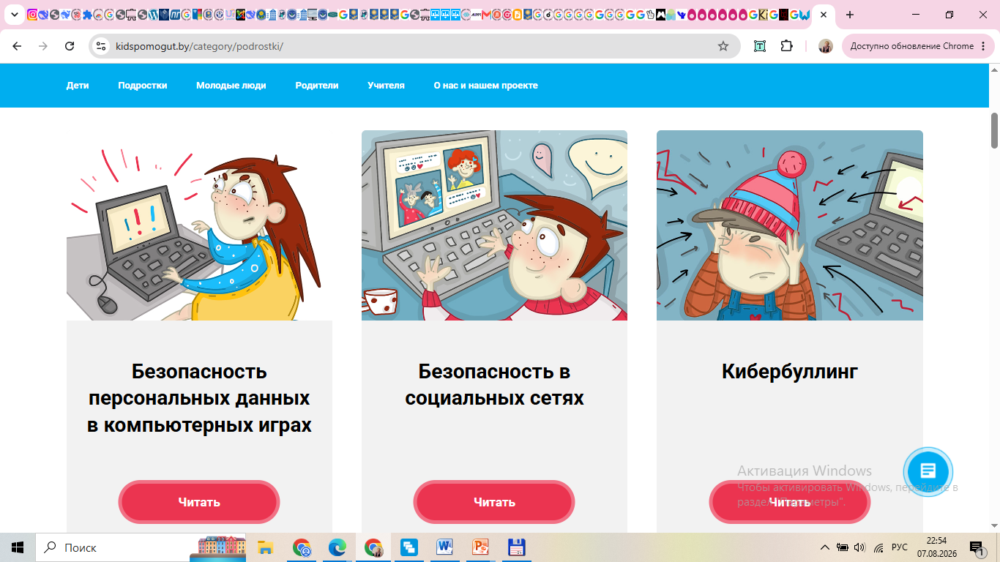 kidspomogut.by/category/podrostki/
Доступно обновление Chrome
Дети Подростки Молодые люди Родители Учителя О нас и нашем проекте
Безопасность
персональных данных
в компьютерных играх
Безопасность в
социальных сетях
Кибербуллинг
Читать
Читать
Читать
Активация Windows
Чтобы активировать Windows, перейдите в
раздел "Параметры".
Поиск
РУС
22:54
07.08.2026
1